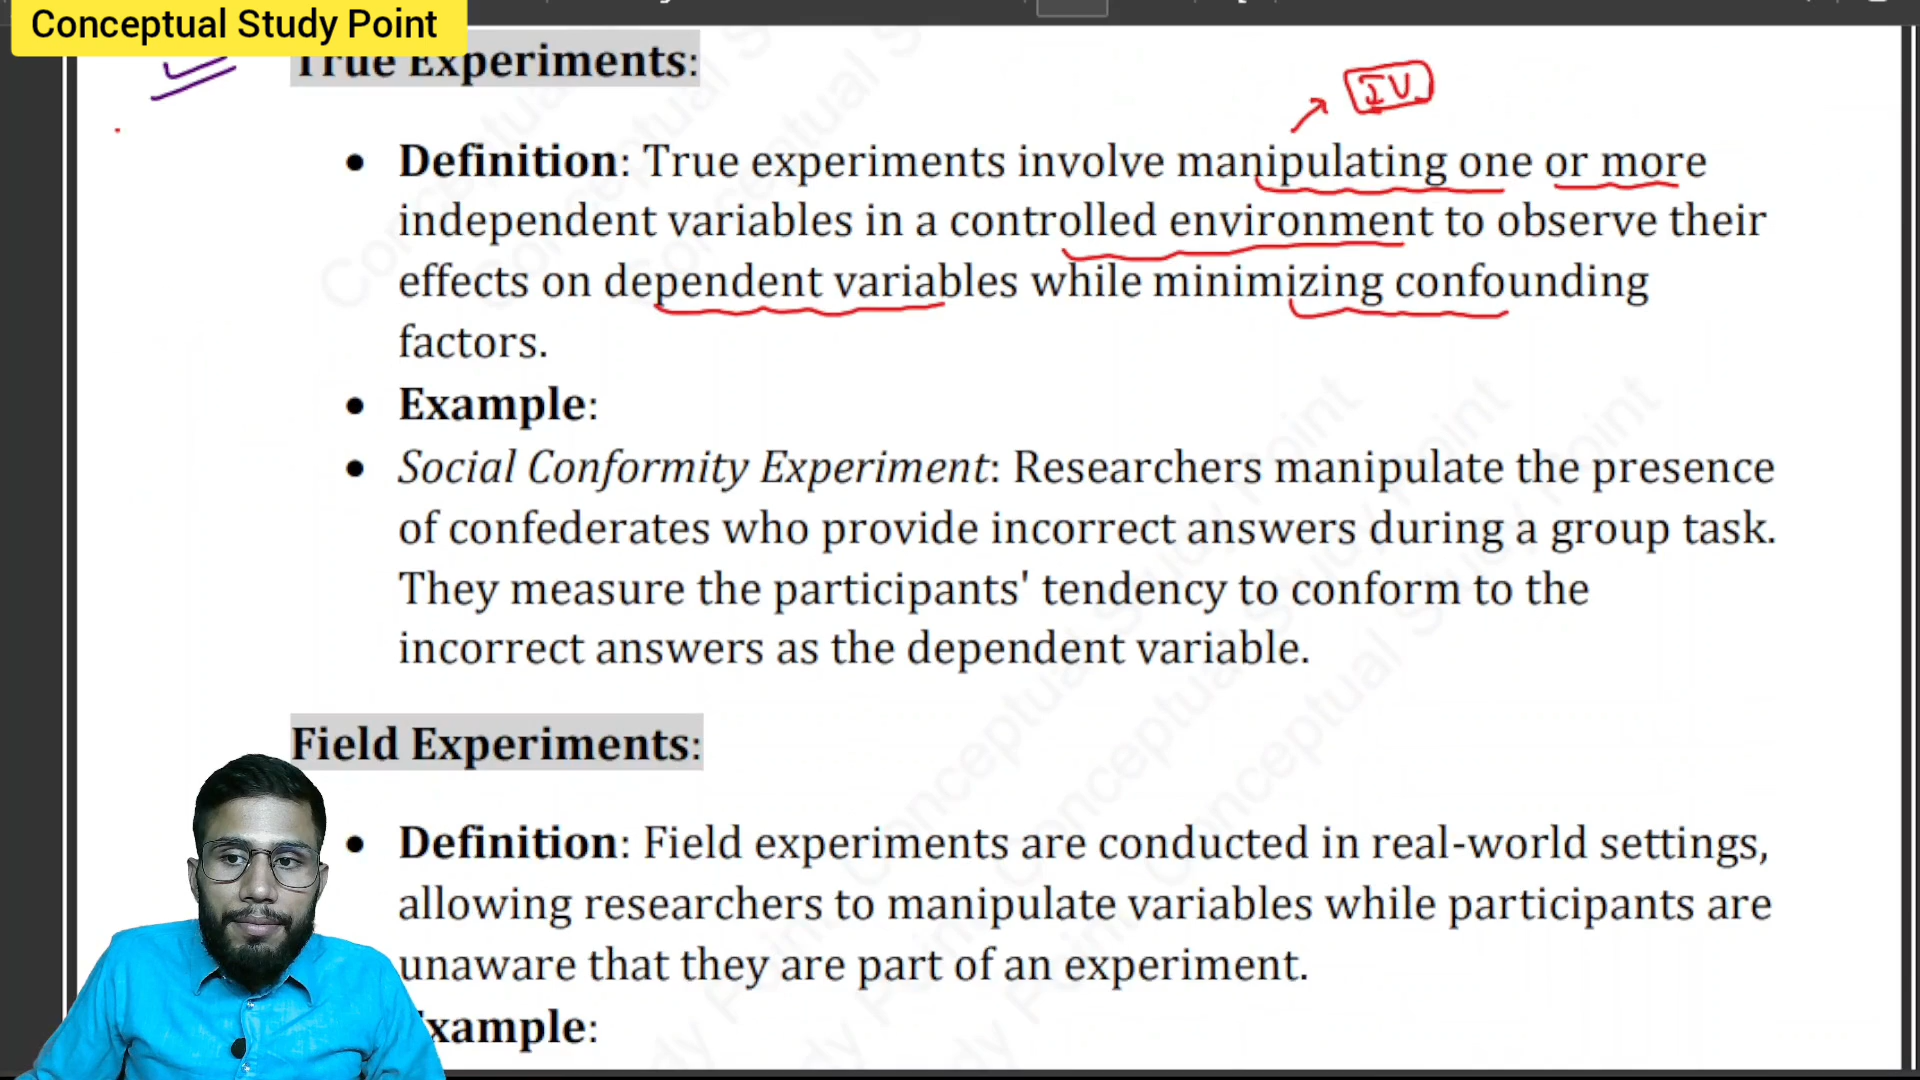 Conceptual Study Point
True Experiments:
IV
• Definition: True experiments involve manipulating one or more
independent variables in a controlled environment to observe their
effects on dependent variables while minimizing confounding
factors.
• Example:
• Social Conformity Experiment: Researchers manipulate the presence
of confederates who provide incorrect answers during a group task.
They measure the participants' tendency to conform to the
incorrect answers as the dependent variable.
Field Experiments:
• Definition: Field experiments are conducted in real-world settings,
allowing researchers to manipulate variables while participants are
unaware that they are part of an experiment.
Example: